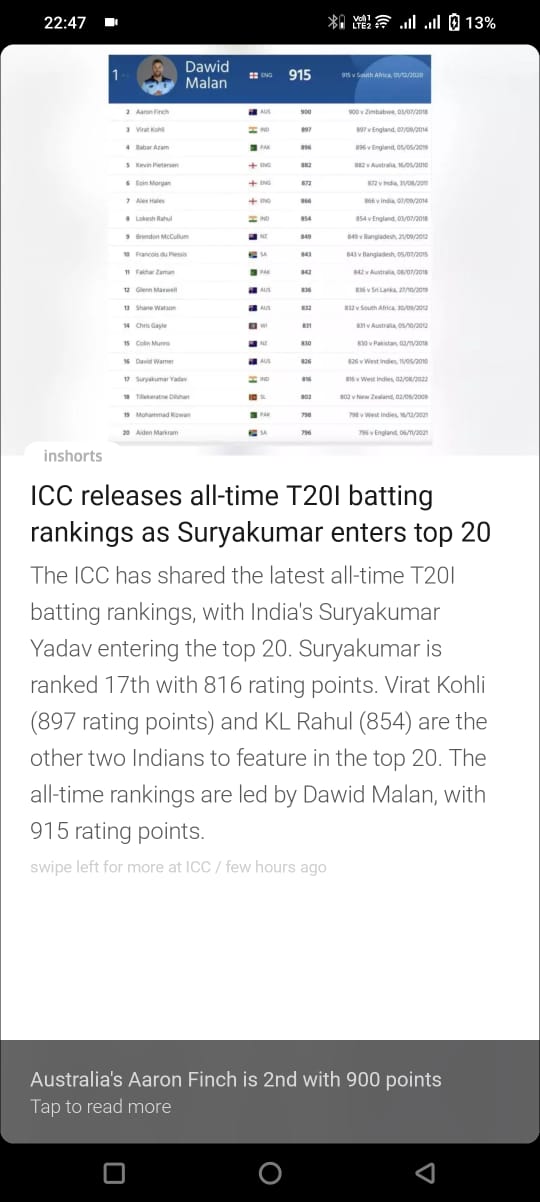 22:47 Vo)) LTE2 13%
1 Dawid Malan ENG 915 915 v South Africa, 01/12/2020
2 Aaron Finch AUS 900 900 v Zimbabwe, 03/07/2018
3 Virat Kohli IND 897 897 v England, 07/09/2014
4 Babar Azam PAK 896 896 v England, 05/05/2019
5 Kevin Pietersen ENG 882 882 v Australia, 16/05/2010
6 Eoin Morgan ENG 872 872 v India, 31/08/2011
7 Alex Hales ENG 866 866 v India, 07/09/2014
8 Lokesh Rahul IND 854 854 v England, 03/07/2018
9 Brendon McCullum NZ 849 849 v Bangladesh, 21/09/2012
10 Francois du Plessis SA 843 843 v Bangladesh, 05/07/2015
11 Fakhar Zaman PAK 842 842 v Australia, 08/07/2018
12 Glenn Maxwell AUS 836 836 v Sri Lanka, 27/10/2019
13 Shane Watson AUS 832 832 v South Africa, 30/09/2012
14 Chris Gayle WI 831 831 v Australia, 05/10/2012
15 Colin Munro NZ 830 830 v Pakistan, 02/11/2018
16 David Warner AUS 826 826 v West Indies, 11/05/2010
17 Suryakumar Yadav IND 816 816 v West Indies, 02/08/2022
18 Tillekeratne Dilshan SL 802 802 v New Zealand, 02/09/2009
19 Mohammad Rizwan PAK 798 798 v West Indies, 16/12/2021
20 Aiden Markram SA 796 796 v England, 06/11/2021
inshorts
ICC releases all-time T20I batting
rankings as Suryakumar enters top 20
The ICC has shared the latest all-time T20I
batting rankings, with India's Suryakumar
Yadav entering the top 20. Suryakumar is
ranked 17th with 816 rating points. Virat Kohli
(897 rating points) and KL Rahul (854) are the
other two Indians to feature in the top 20. The
all-time rankings are led by Dawid Malan, with
915 rating points.
swipe left for more at ICC / few hours ago
Australia's Aaron Finch is 2nd with 900 points
Tap to read more